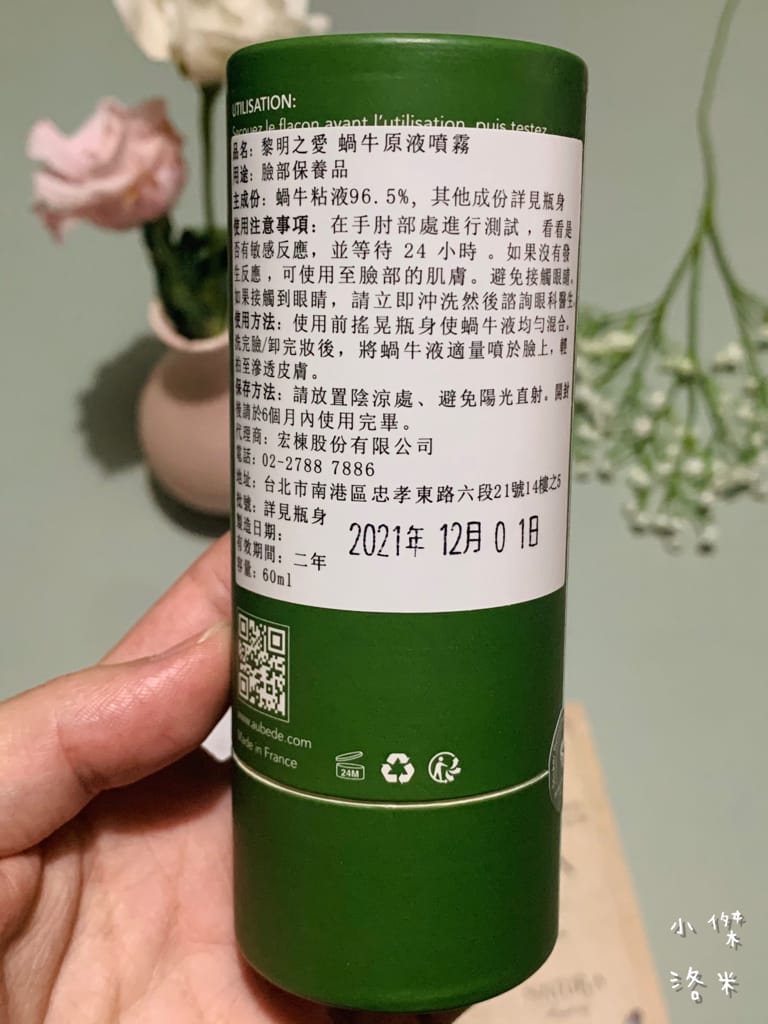 UTILISATION:
Secouez le flacon avant l'utilisation, puis testez
品名: 黎明之愛 蝸牛原液噴霧
用途: 臉部保養品
主成份: 蝸牛粘液96.5%, 其他成份詳見瓶身
使用注意事項: 在手肘部處進行測試,看看是
否有敏感反應, 並等待 24 小時。如果沒有發
生反應,可使用至臉部的肌膚。避免接觸眼睛。
如果接觸到眼睛, 請立即沖洗然後諮詢眼科醫生
使用方法: 使用前搖晃瓶身使蝸牛液均勻混合。
洗完臉/卸完妝後, 將蝸牛液適量噴於臉上, 輕
拍至滲透皮膚。
保存方法: 請放置陰涼處、避免陽光直射。開封
後請於6個月內使用完畢。
代理商: 宏棟股份有限公司
電話: 02-2788 7886
地址: 台北市南港區忠孝東路六段21號14樓之5
批號: 詳見瓶身
製造日期: 2021年 12月 0 1日
有效期間: 二年
容量: 60ml
www.aubede.com
Made in France
24M
小傑
洛米